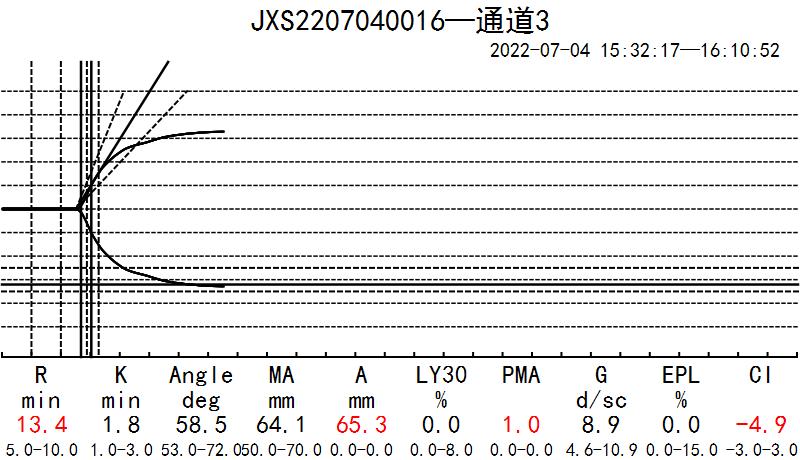 JXS2207040016—通道3
2022-07-04 15:32:17—16:10:52
R K Angle MA A LY30 PMA G EPL CI
min min deg mm mm % d/sc %
13.4 1.8 58.5 64.1 65.3 0.0 1.0 8.9 0.0 -4.9
5.0-10.0 1.0-3.0 53.0-72.0 50.0-70.0 0.0-0.0 0.0-8.0 0.0-0.0 4.6-10.9 0.0-15.0 -3.0-3.0